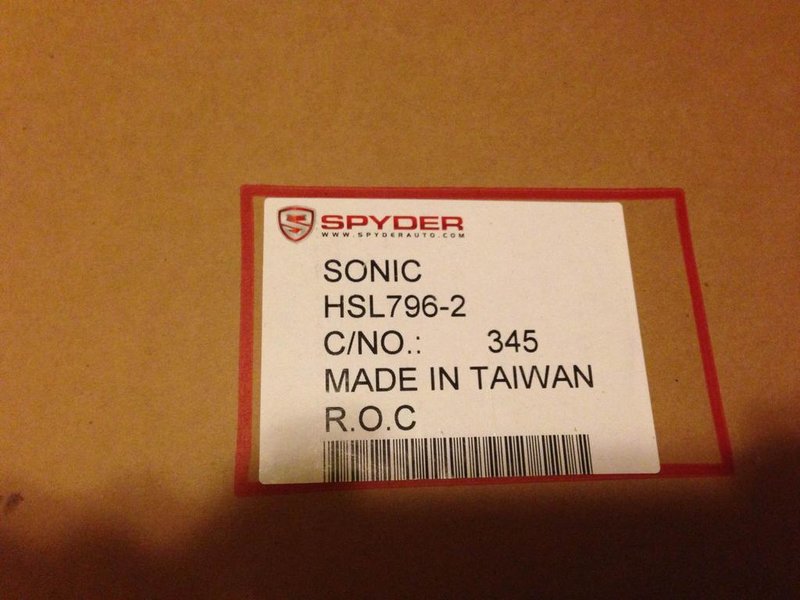 SPYDER
WWW.SPYDERAUTO.COM
SONIC
HSL796-2
C/NO.: 345
MADE IN TAIWAN
R.O.C